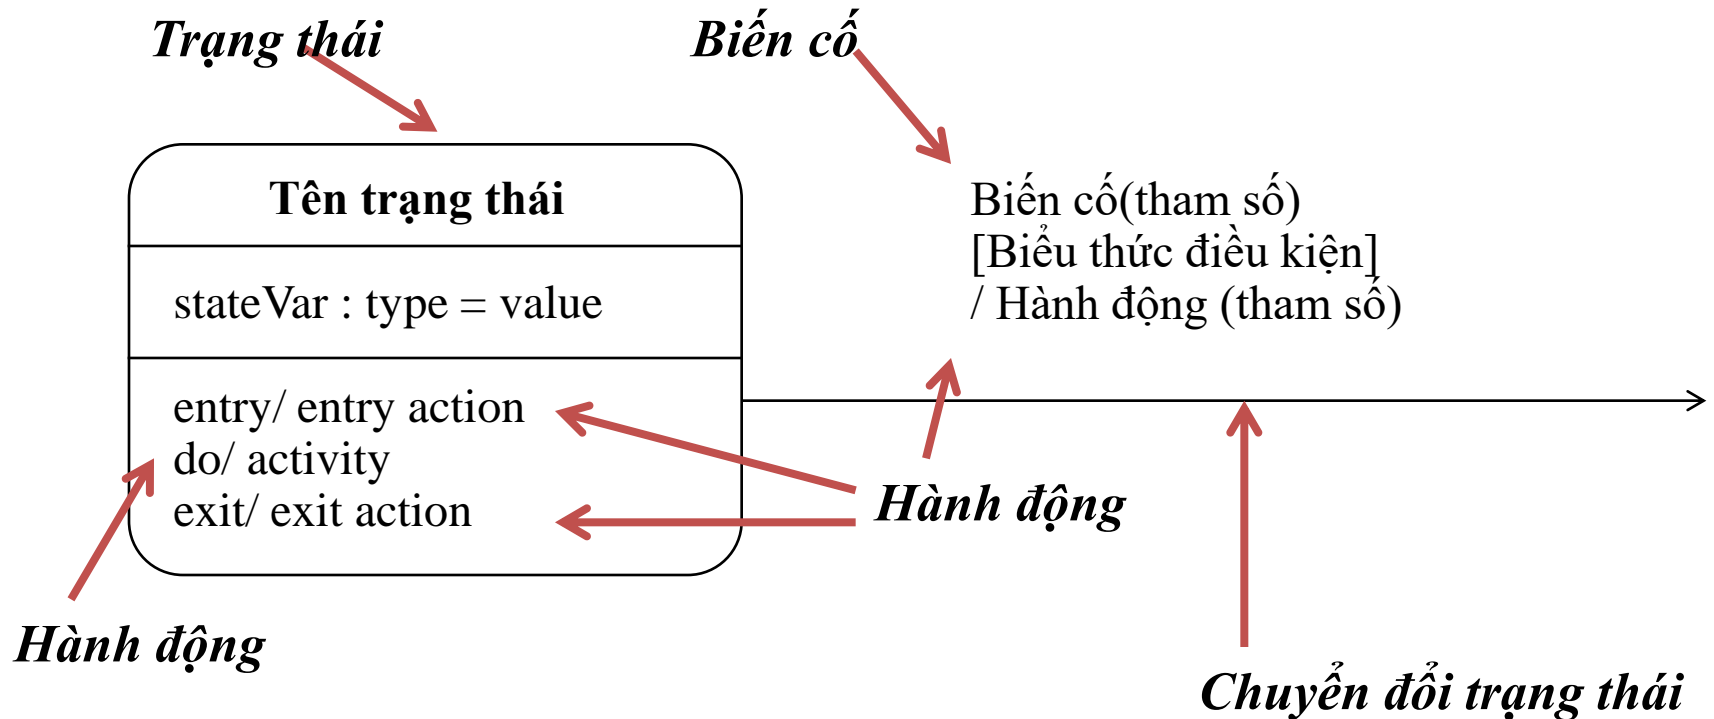 Trạng thái
Biến cố
Tên trạng thái
stateVar : type = value
entry/ entry action
do/ activity
exit/ exit action
Biến cố(tham số)
[Biểu thức điều kiện]
/ Hành động (tham số)
Hành động
Hành động
Chuyển đổi trạng thái